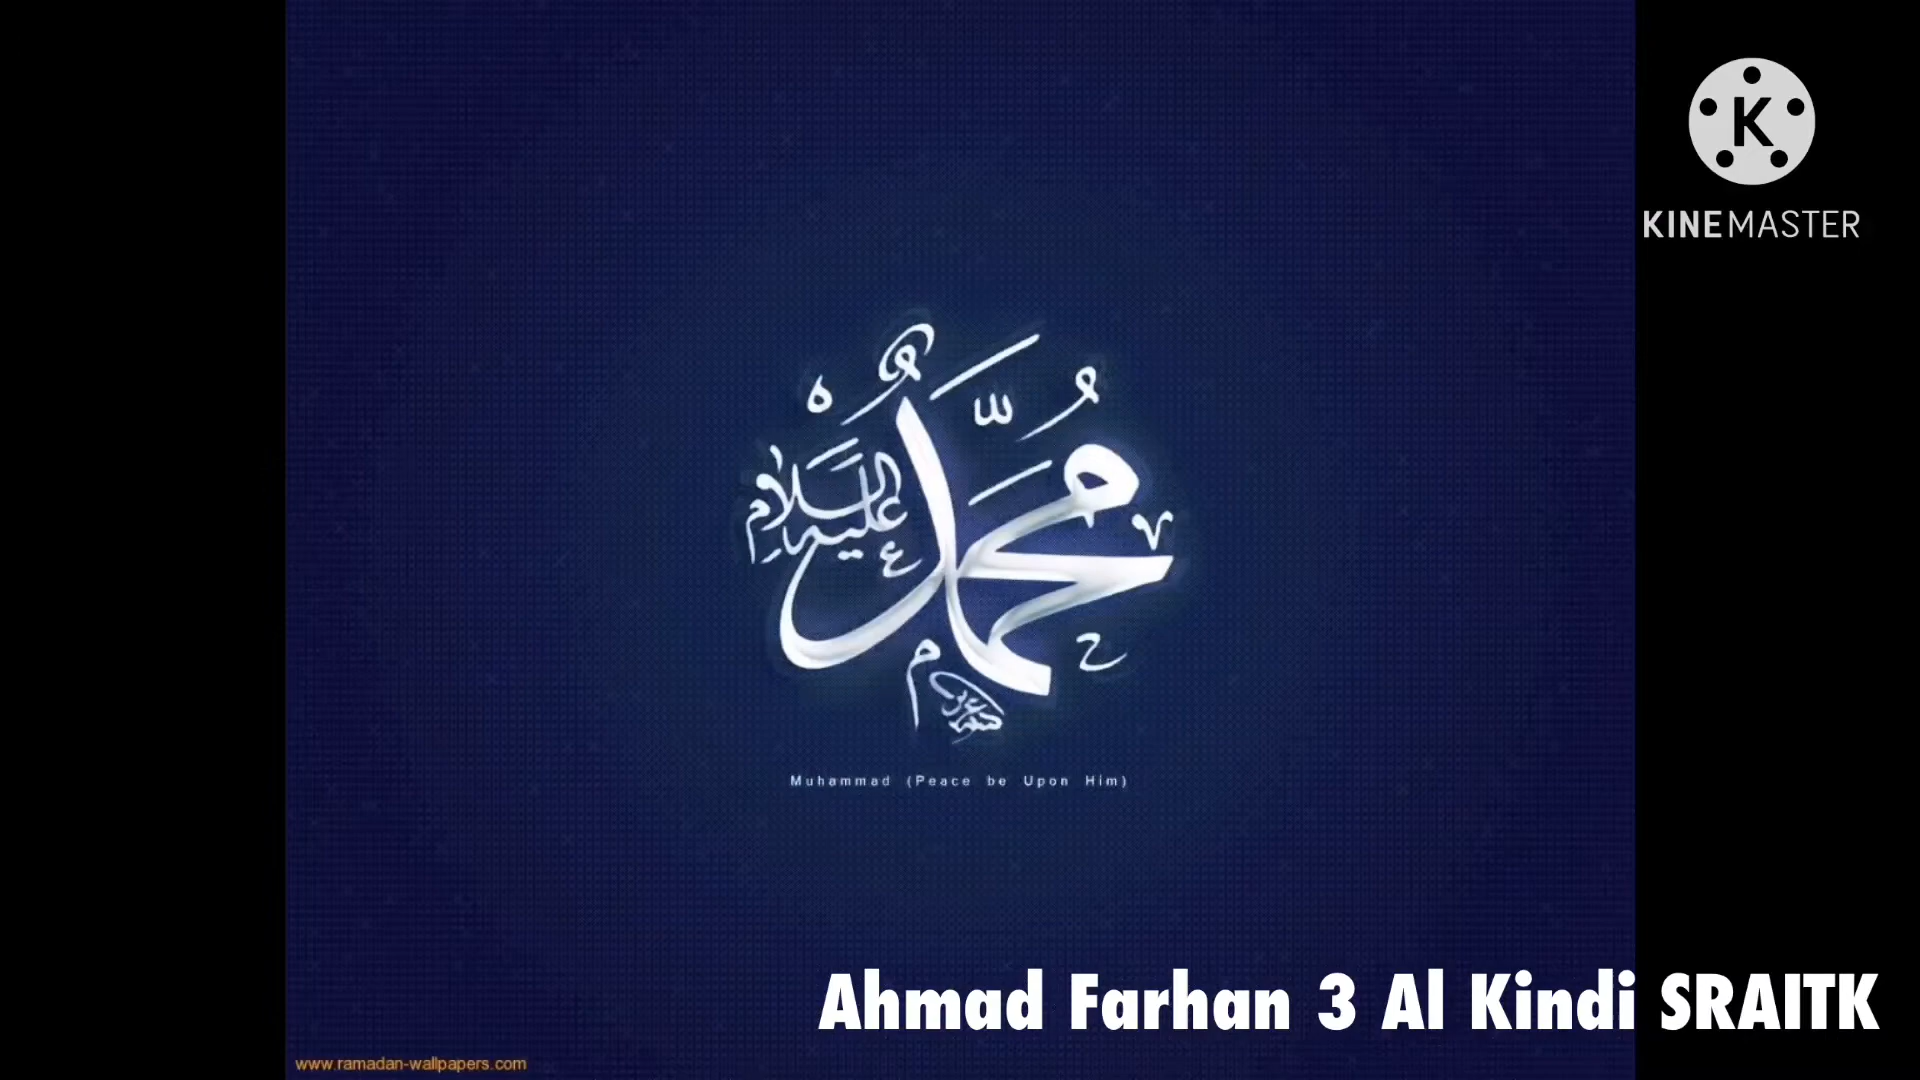 K
KINEMASTER
محمد
عليه السلام
Muhammad (Peace be Upon Him)
Ahmad Farhan 3 Al Kindi SRAITK
www.ramadan-wallpapers.com